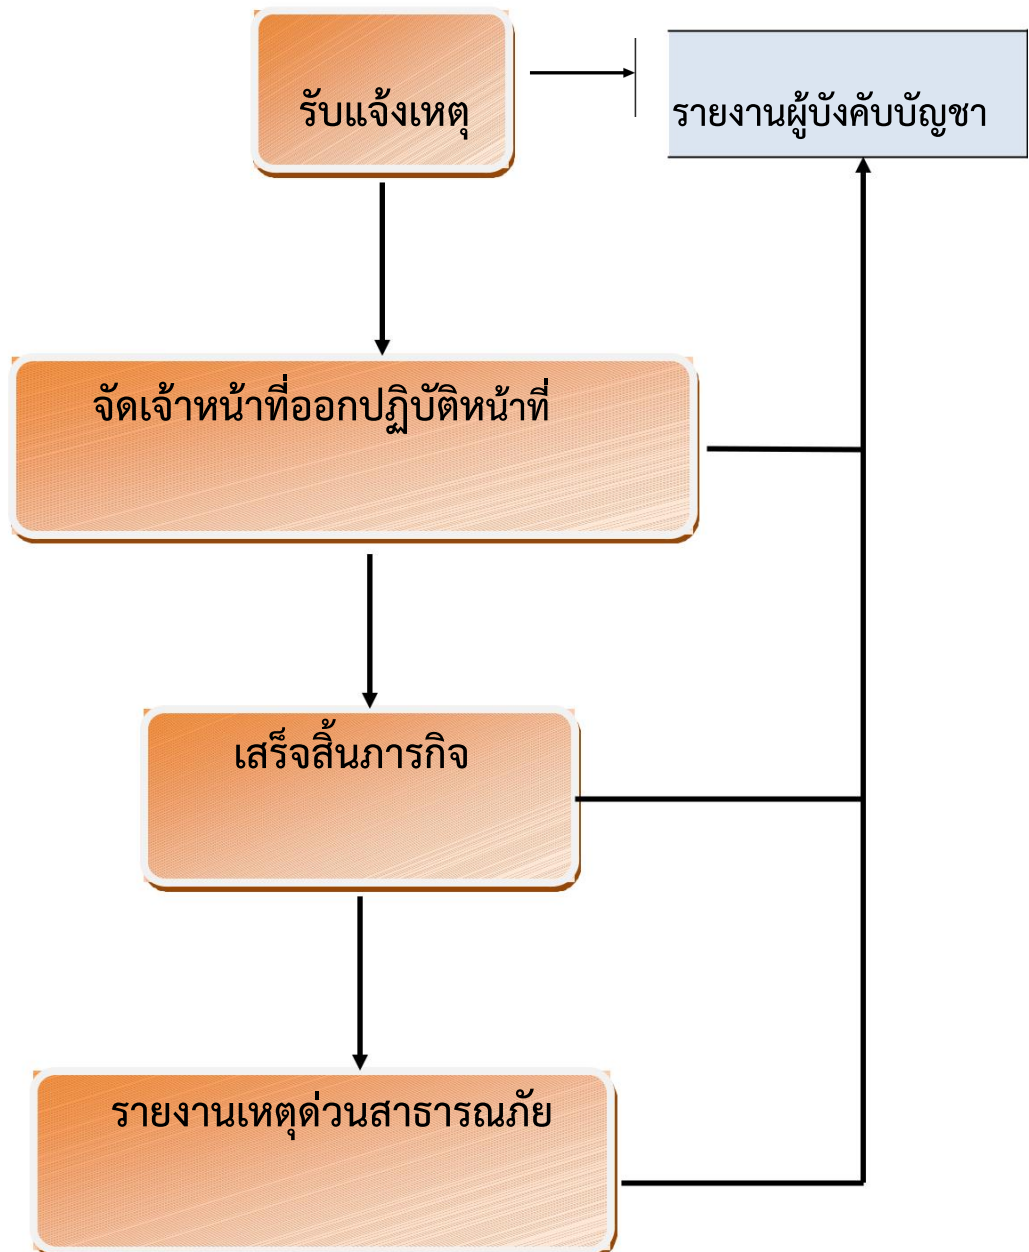 รับแจ้งเหตุ
รายงานผู้บังคับบัญชา
จัดเจ้าหน้าที่ออกปฏิบัติหน้าที่
เสร็จสิ้นภารกิจ
รายงานเหตุด่วนสาธารณภัย